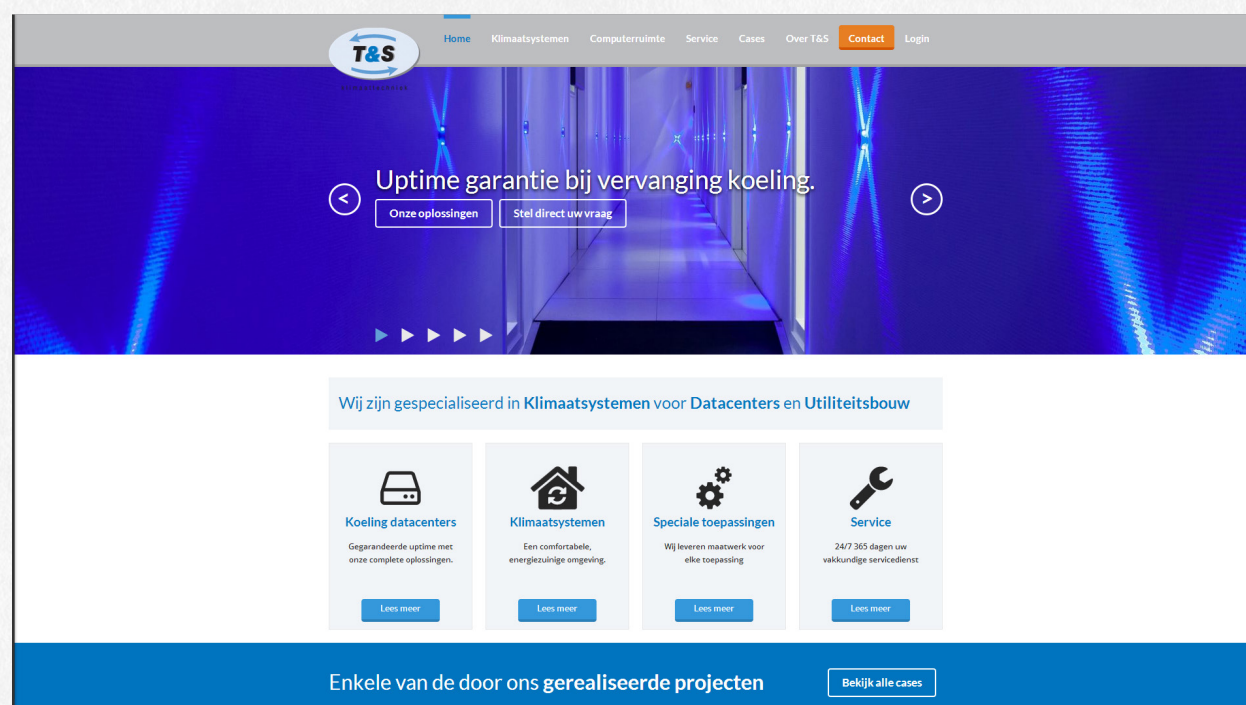 T&S
Home Klimaatsystemen Computerruimte Service Cases Over T&S Contact Login
Uptime garantie bij vervanging koeling.
< >
Onze oplossingen Stel direct uw vraag
Wij zijn gespecialiseerd in Klimaatsystemen voor Datacenters en Utiliteitsbouw
Koeling datacenters
Gegarandeerde uptime met
onze complete oplossingen.
Lees meer
Klimaatsystemen
Een comfortabele,
energiezuinige omgeving.
Lees meer
Speciale toepassingen
Wij leveren maatwerk voor
elke toepassing
Lees meer
Service
24/7 365 dagen uw
vakkundige servicedienst
Lees meer
Enkele van de door ons gerealiseerde projecten
Bekijk alle cases